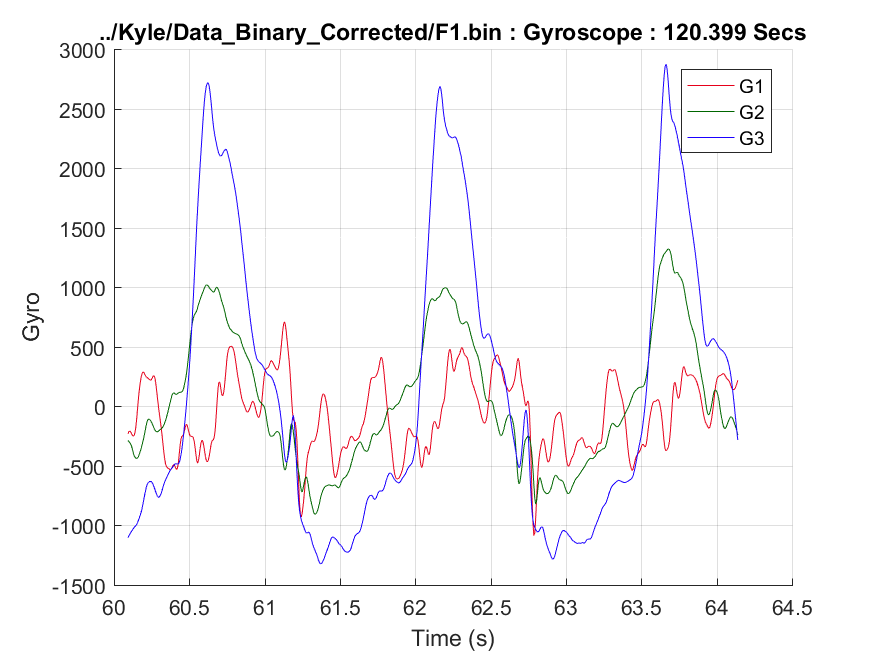 ../Kyle/Data_Binary_Corrected/F1.bin : Gyroscope : 120.399 Secs
3000
2500
2000
1500
1000
500
0
-500
-1000
-1500
Gyro
G1
G2
G3
60 60.5 61 61.5 62 62.5 63 63.5 64 64.5
Time (s)